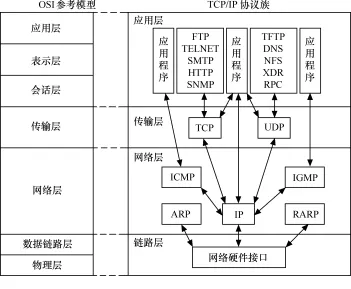 OSI 参考模型
TCP/IP 协议族
应用层
表示层
会话层
传输层
网络层
数据链路层
物理层
应用层
应用程序
FTP
TELNET
SMTP
HTTP
SNMP
应用程序
TFTP
DNS
NFS
XDR
RPC
应用程序
传输层
TCP
UDP
网络层
ICMP
IGMP
ARP
IP
RARP
链路层
网络硬件接口